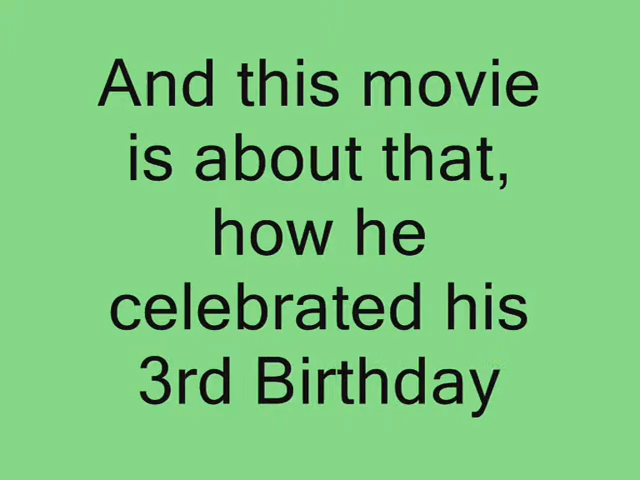 And this movie
is about that,
how he
celebrated his
3rd Birthday